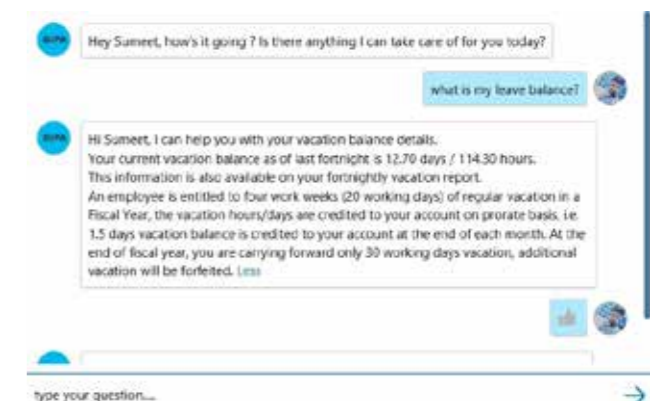 Hey Sumeet, how's it going ? Is there anything I can take care of for you today?
what is my leave balance?
Hi Sumeet, I can help you with your vacation balance details.
Your current vacation balance as of last fortnight is 12.70 days / 114.30 hours.
This information is also available on your fortnightly vacation report.
An employee is entitled to four work weeks (20 working days) of regular vacation in a
Fiscal Year, the vacation hours/days are credited to your account on prorate basis, i.e.
1.5 days vacation balance is credited to your account at the end of each month. At the
end of fiscal year, you are carrying forward only 30 working days vacation, additional
vacation will be forfeited. Less
type your question....